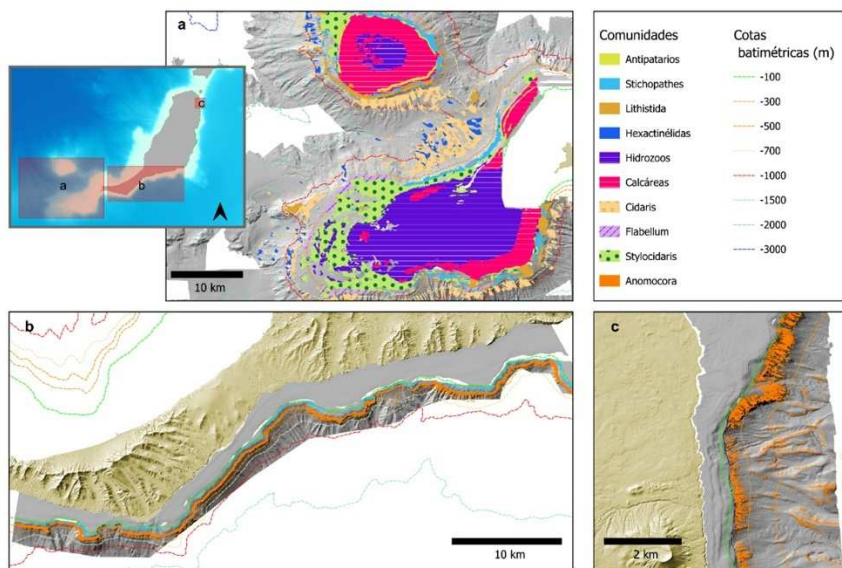 a
c
a
b
10 km
Comunidades
Antipatarios
Stichopathes
Lithistida
Hexactinélidas
Hidrozoos
Calcáreas
Cidaris
Flabellum
Stylocidaris
Anomocora
Cotas
batimétricas (m)
-100
-300
-500
-700
-1000
-1500
-2000
-3000
b
10 km
c
2 km